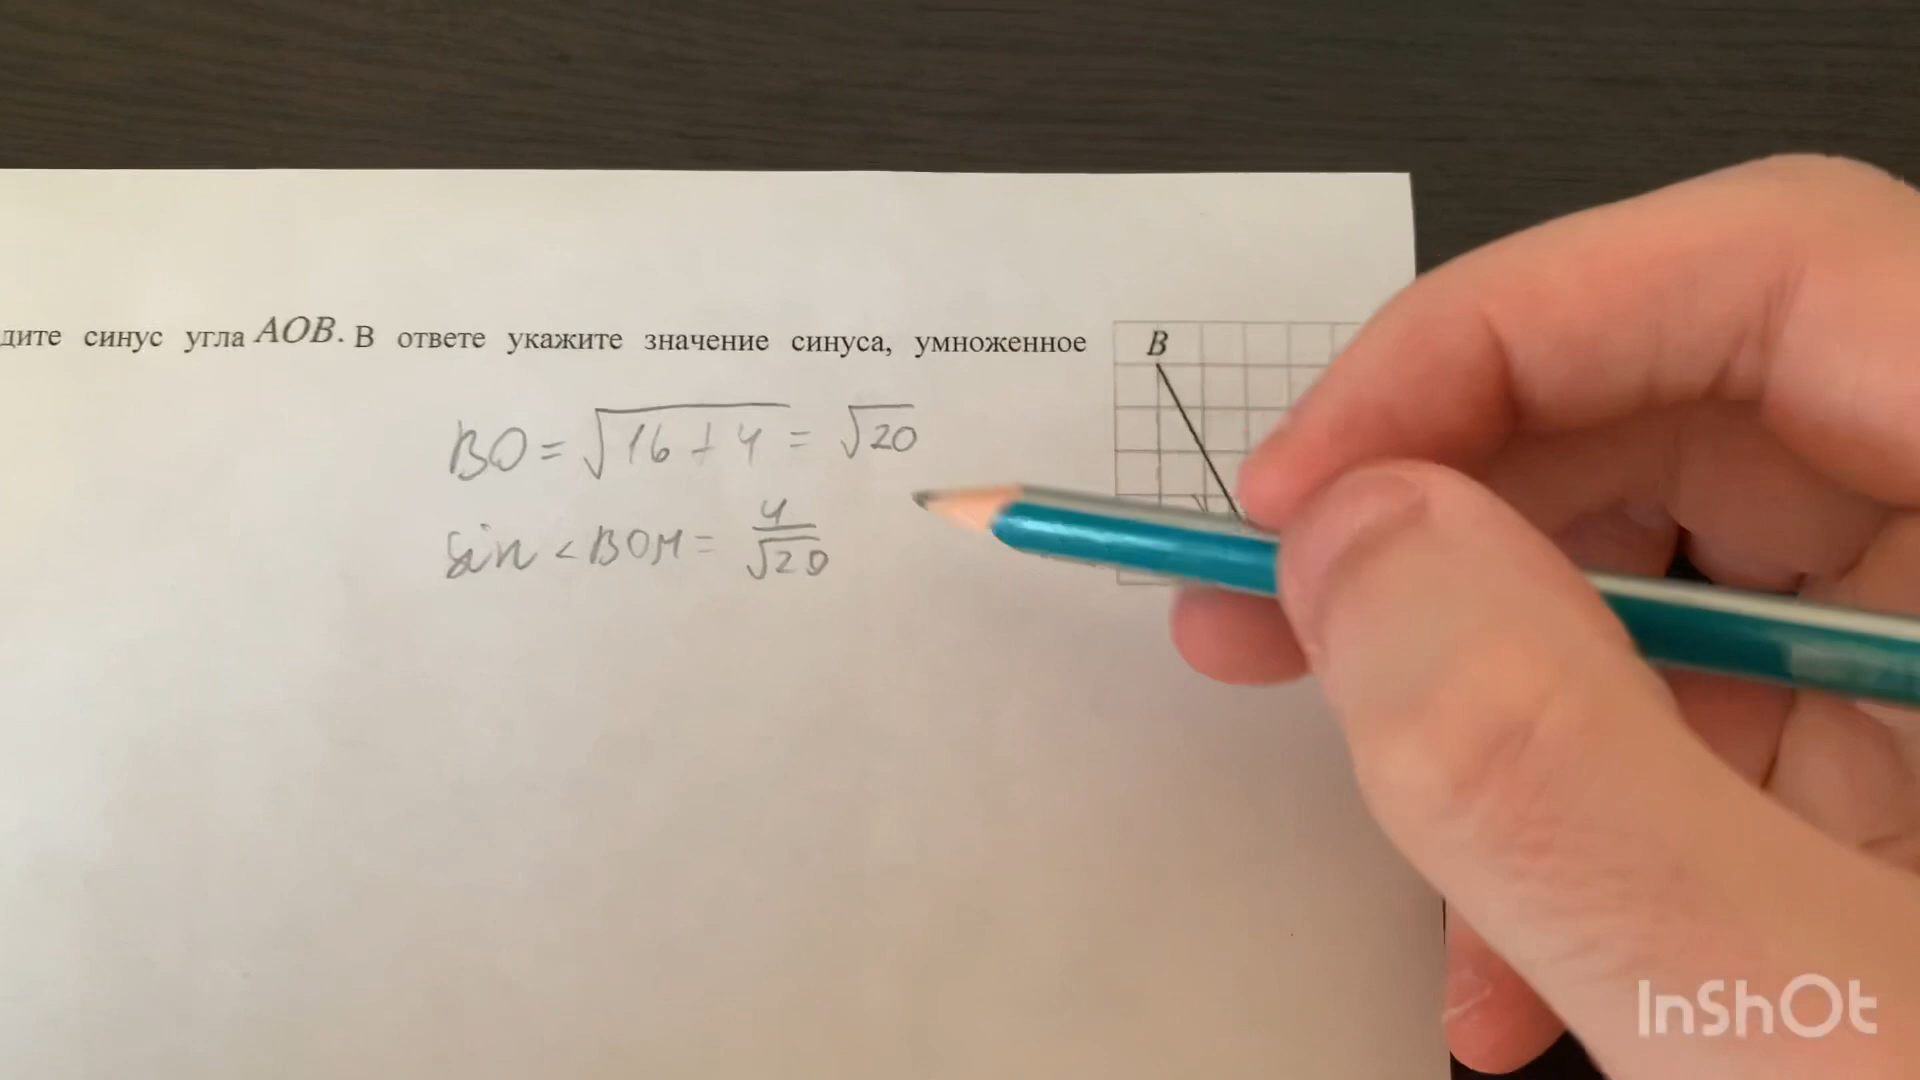 дите синус угла AOB. В ответе укажите значение синуса, умноженное
B
BO = √16 + 4 = √20
sin < BOM = 4/√20
InShOt